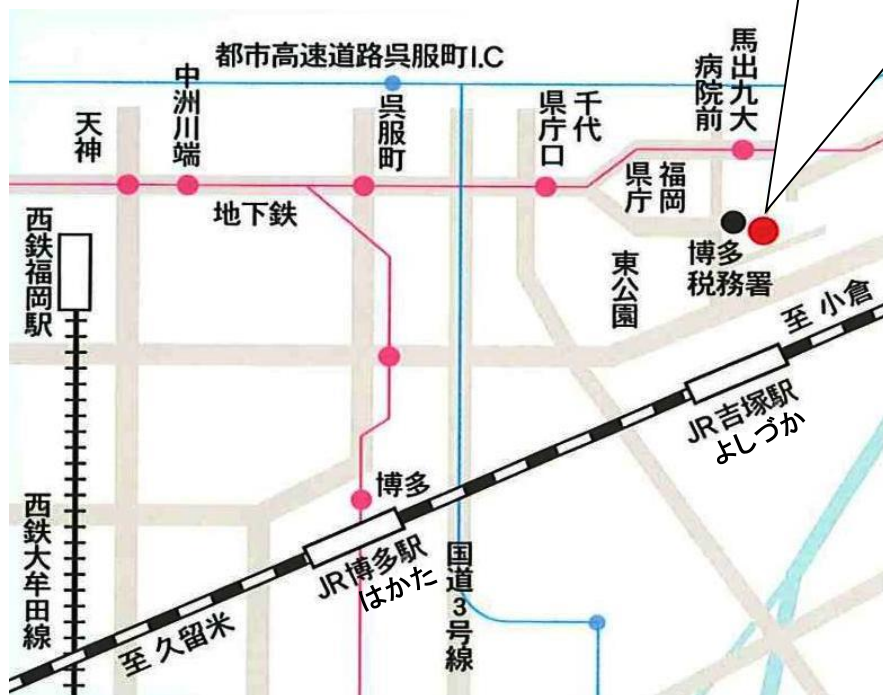 都市高速道路呉服町I.C
馬出九大
病院前
中洲川端
天神
呉服町
千代
県庁口
福岡
県庁
地下鉄
西鉄福岡駅
博多
税務署
東公園
至 小倉
JR吉塚駅
よしづか
博多
JR博多駅
はかた
国道3号線
西鉄大牟田線
至 久留米